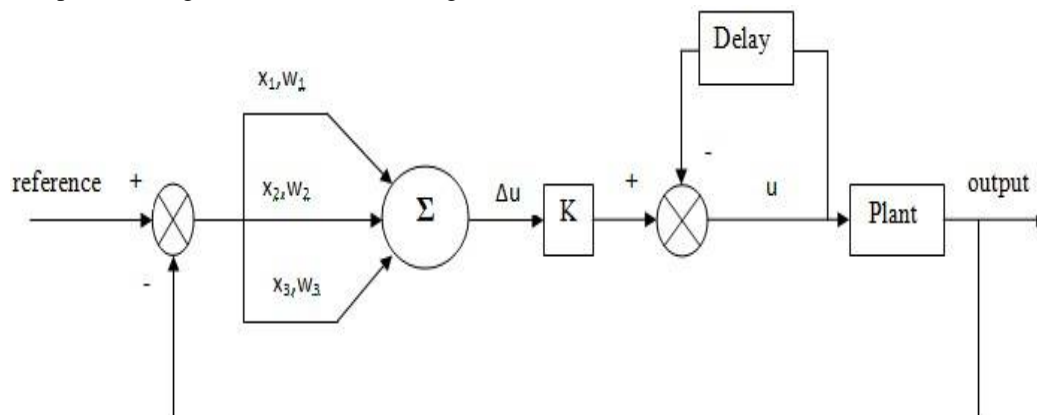 Delay
x₁,w₁
-
reference
+
x₂,w₂
Σ
Δu
K
+
u
Plant
output
-
x₃,w₃